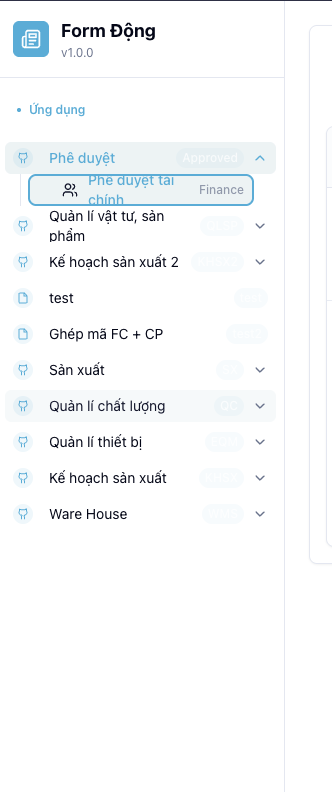 Form Động
v1.0.0
• Ứng dụng
Phê duyệt Approved
Phê duyệt tài
chính
Finance
Quản lí vật tư, sản
phẩm
Kế hoạch sản xuất 2
test
Ghép mã FC + CP
Sản xuất
Quản lí chất lượng QC
Quản lí thiết bị
Kế hoạch sản xuất
Ware House